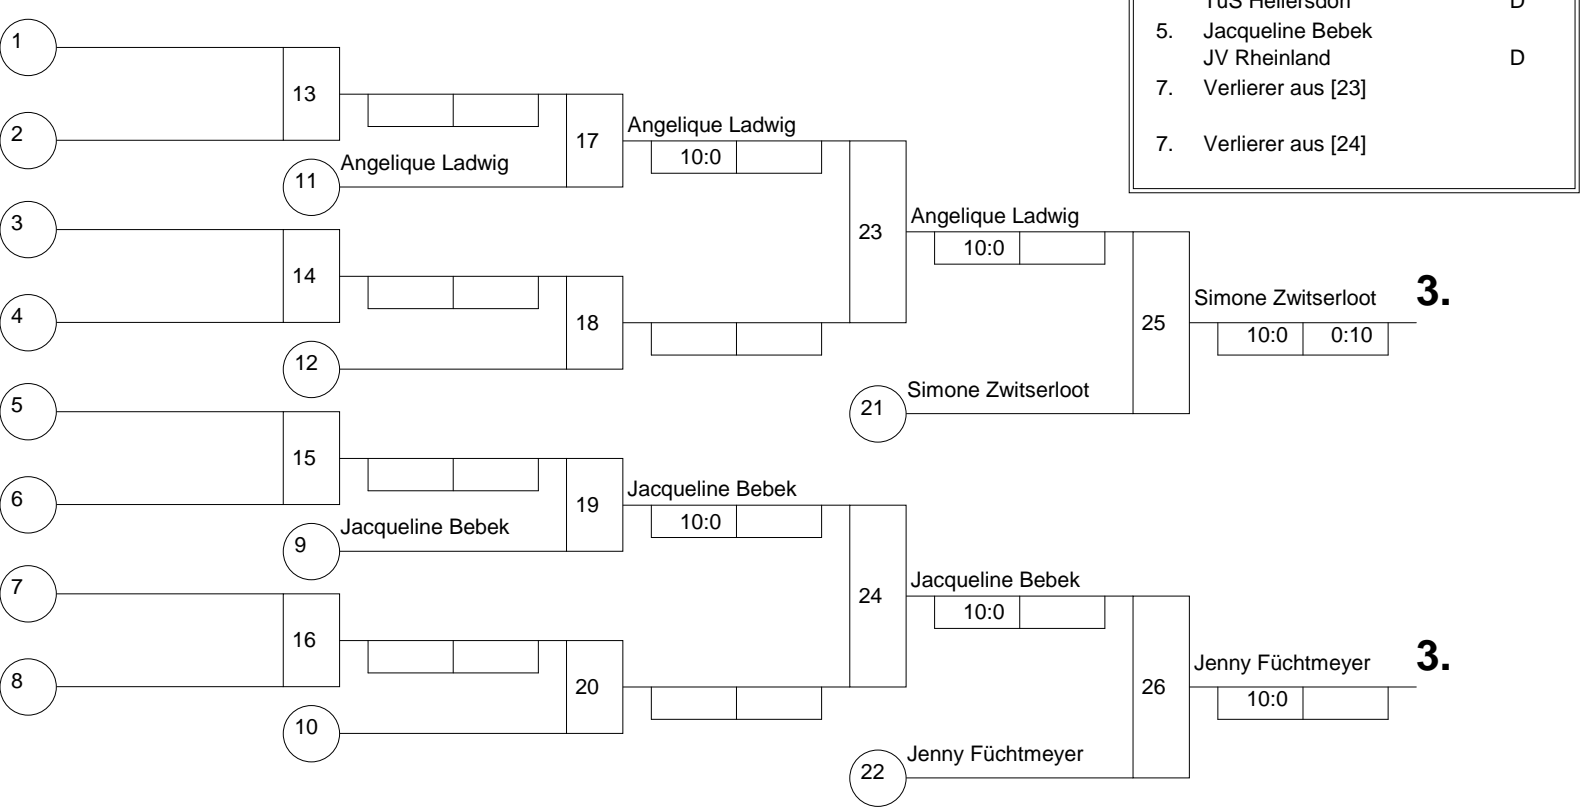 TuS Hellersdorf D
5. Jacqueline Bebek
JV Rheinland D
7. Verlierer aus [23]
7. Verlierer aus [24]
1
13
2
Angelique Ladwig
17
10:0
Angelique Ladwig
11
3
Angelique Ladwig
23
10:0
14
Simone Zwitserloot 3.
4
18
25
10:0 0:10
12
Simone Zwitserloot
21
5
15
Jacqueline Bebek
6
19
10:0
Jacqueline Bebek
9
7
Jacqueline Bebek
24
10:0
16
Jenny Füchtmeyer 3.
8
20
26
10:0
10
Jenny Füchtmeyer
22